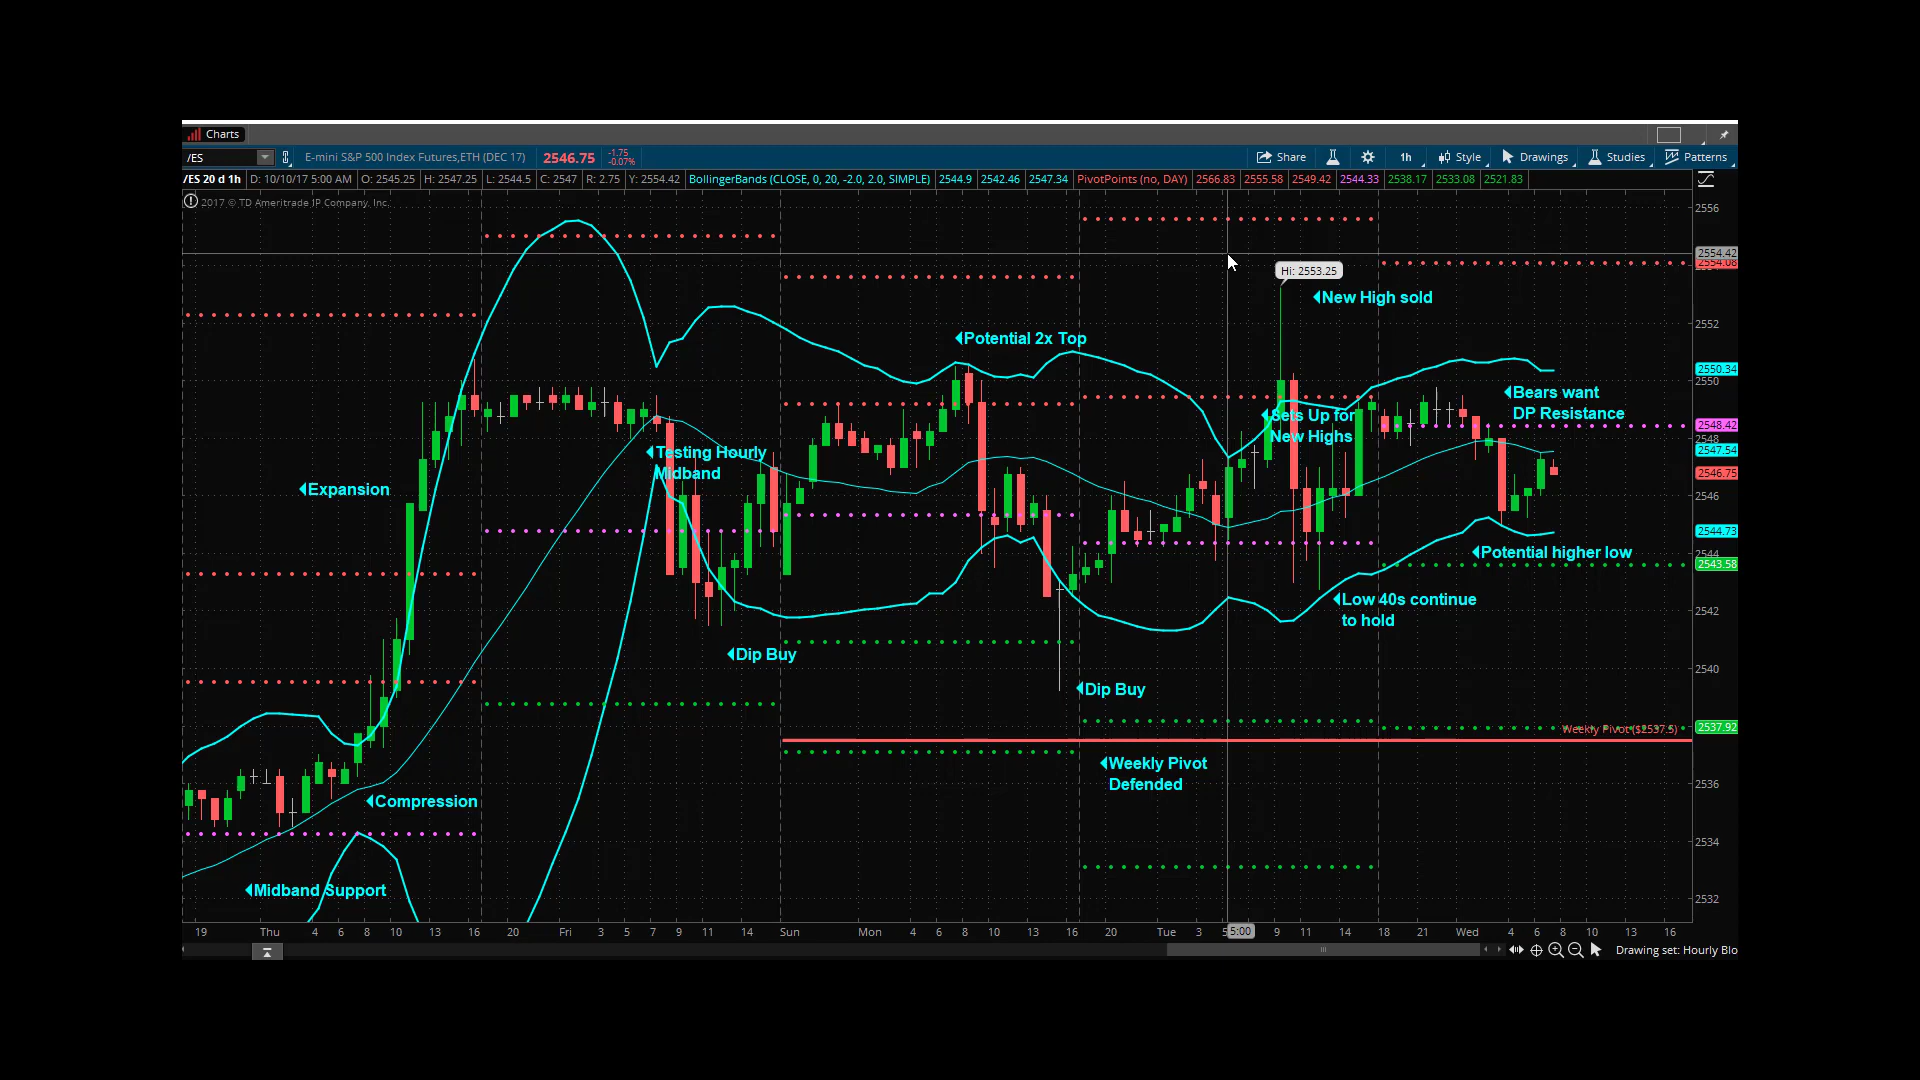 Charts
/ES E-mini S&P 500 Index Futures,ETH (DEC 17) 2546.75 -1.75 -0.07% Share 1h Style Drawings Studies Patterns
/ES 20 d 1h D: 10/10/17 5:00 AM O: 2545.25 H: 2547.25 L: 2544.5 C: 2547 R: 2.75 Y: 2554.42 BollingerBands (CLOSE, 0, 20, -2.0, 2.0, SIMPLE) 2544.9 2542.46 2547.34 PivotPoints (no, DAY) 2566.83 2555.58 2549.42 2544.33 2538.17 2533.08 2521.83
2017 © TD Ameritrade IP Company, Inc.
2556
2554.42
2554.08
Hi: 2553.25
New High sold
2552
Potential 2x Top
2550.34
2550
Bears want
DP Resistance
Sets Up for
New Highs
2548.42
2548
2547.54
Testing Hourly
Midband
2546.75
Expansion
2546
2544.73
Potential higher low
2544
2543.58
Low 40s continue
to hold
2542
Dip Buy
2540
Dip Buy
Weekly Pivot ($2537.5)
2537.92
Weekly Pivot
Defended
2536
Compression
2534
Midband Support
2532
19 Thu 4 6 8 10 13 16 20 Fri 3 5 7 9 11 14 Sun Mon 4 6 8 10 13 16 20 Tue 3 5:00 9 11 14 18 21 Wed 4 6 8 10 13 16
Drawing set: Hourly Blo